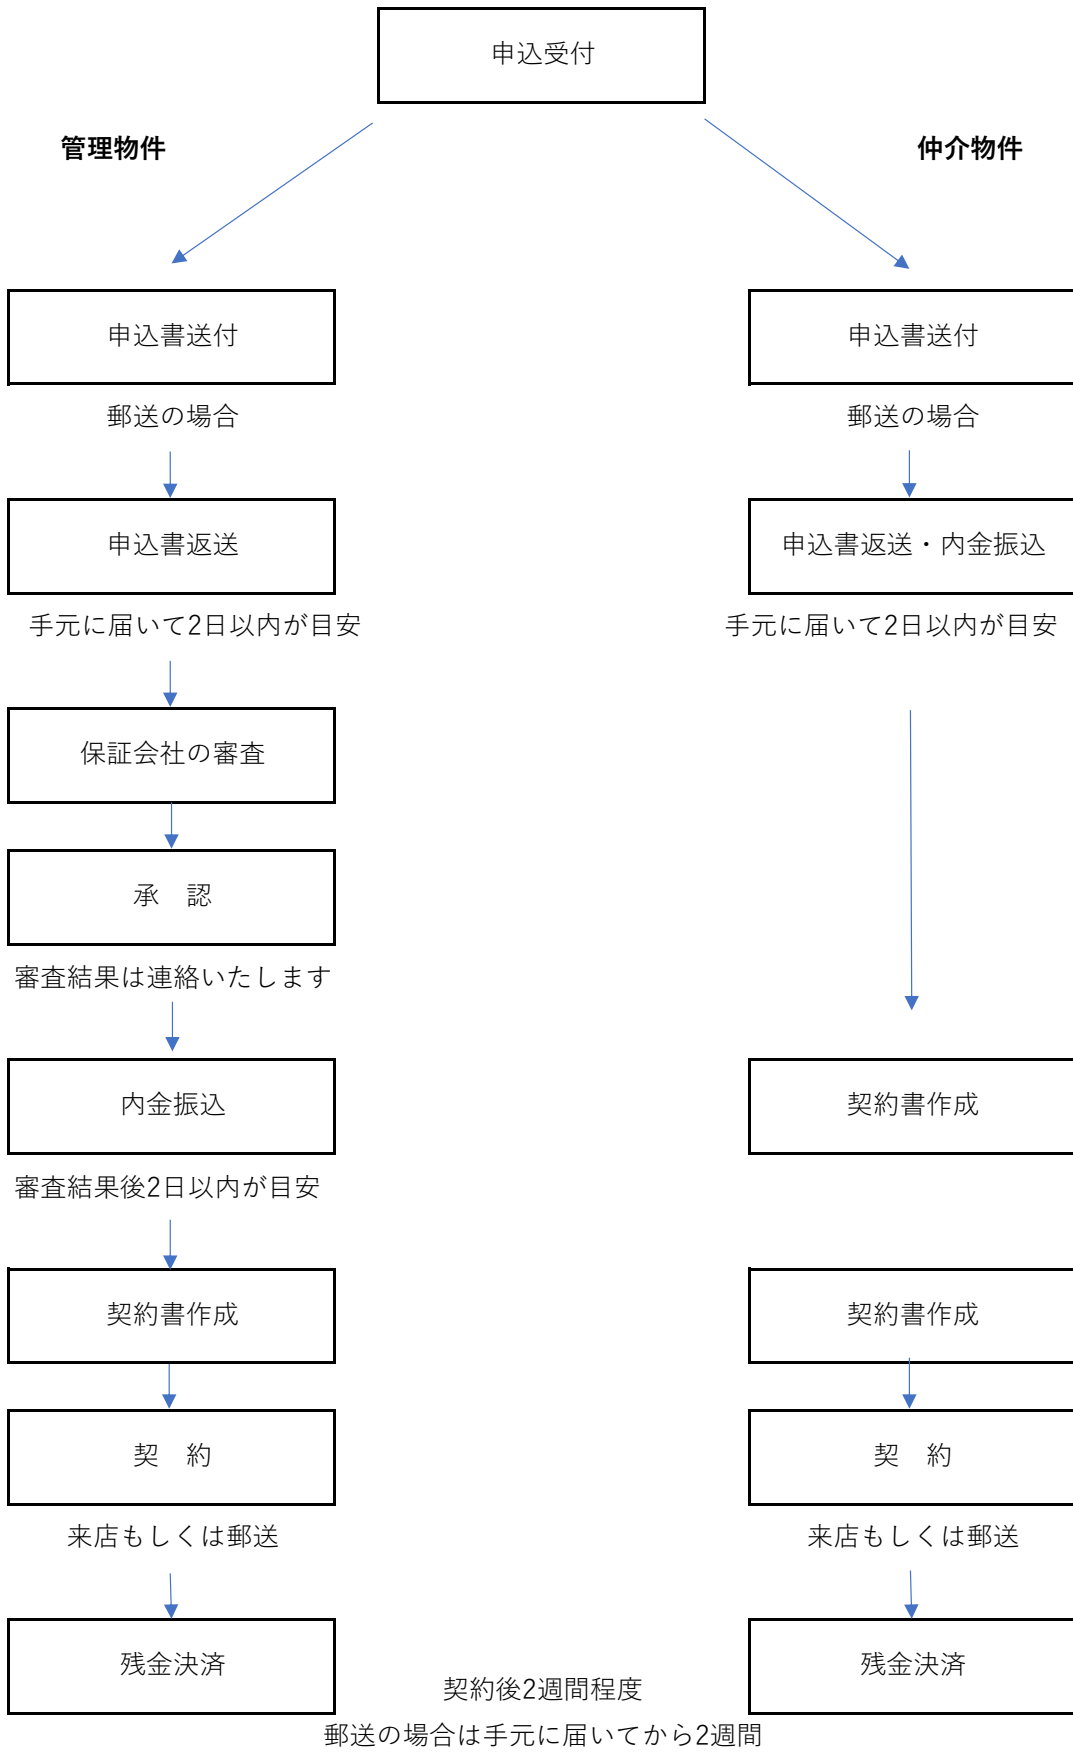 申込受付
管理物件
仲介物件
申込書送付
申込書送付
郵送の場合
郵送の場合
申込書返送
申込書返送・内金振込
手元に届いて2日以内が目安
手元に届いて2日以内が目安
保証会社の審査
承　認
審査結果は連絡いたします
内金振込
契約書作成
審査結果後2日以内が目安
契約書作成
契約書作成
契　約
契　約
来店もしくは郵送
来店もしくは郵送
残金決済
残金決済
契約後2週間程度
郵送の場合は手元に届いてから2週間